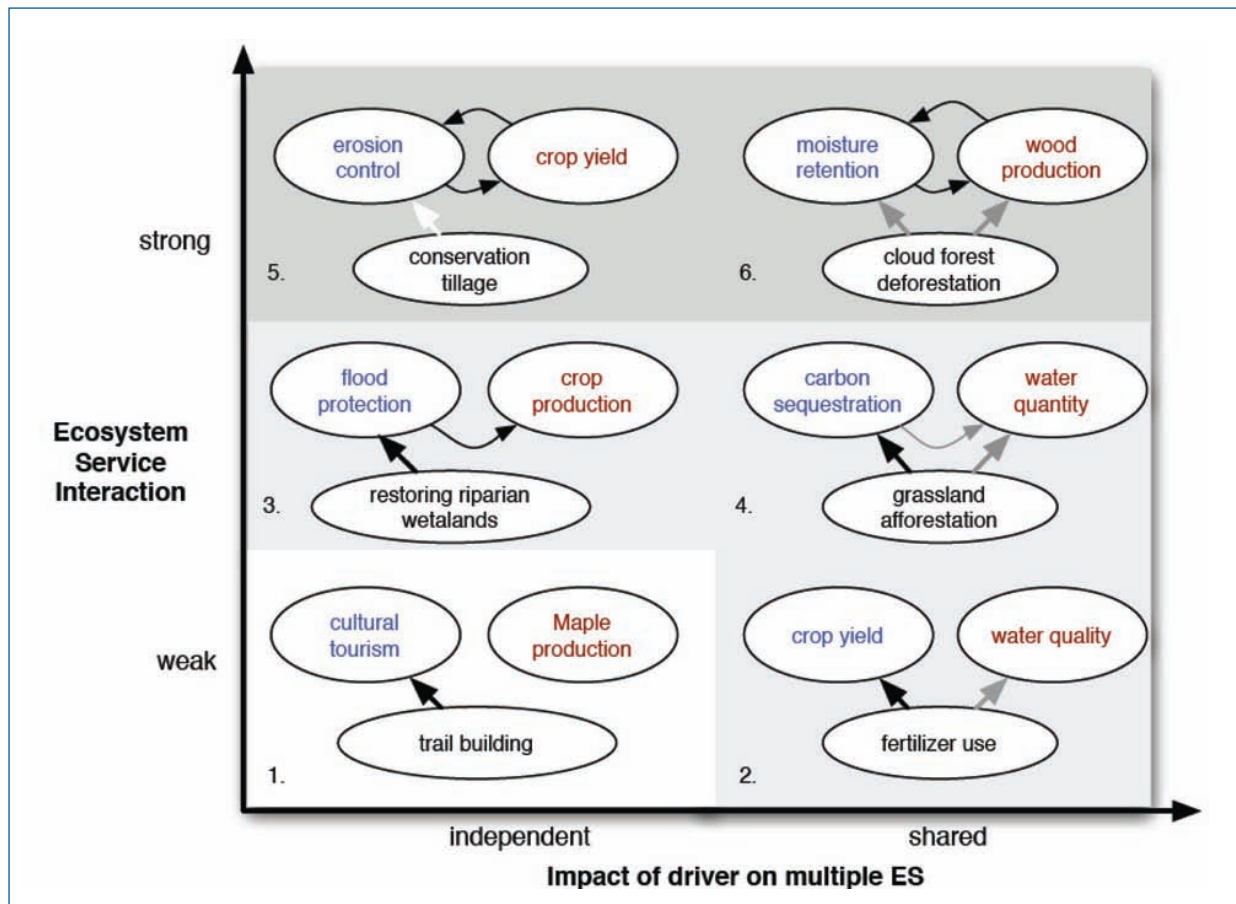 erosion
control
crop yield
conservation
tillage
5.
moisture
retention
wood
production
cloud forest
deforestation
6.
strong
flood
protection
crop
production
restoring riparian
wetalands
3.
carbon
sequestration
water
quantity
grassland
afforestation
4.
Ecosystem
Service
Interaction
cultural
tourism
Maple
production
trail building
1.
crop yield
water quality
fertilizer use
2.
weak
independent
shared
Impact of driver on multiple ES